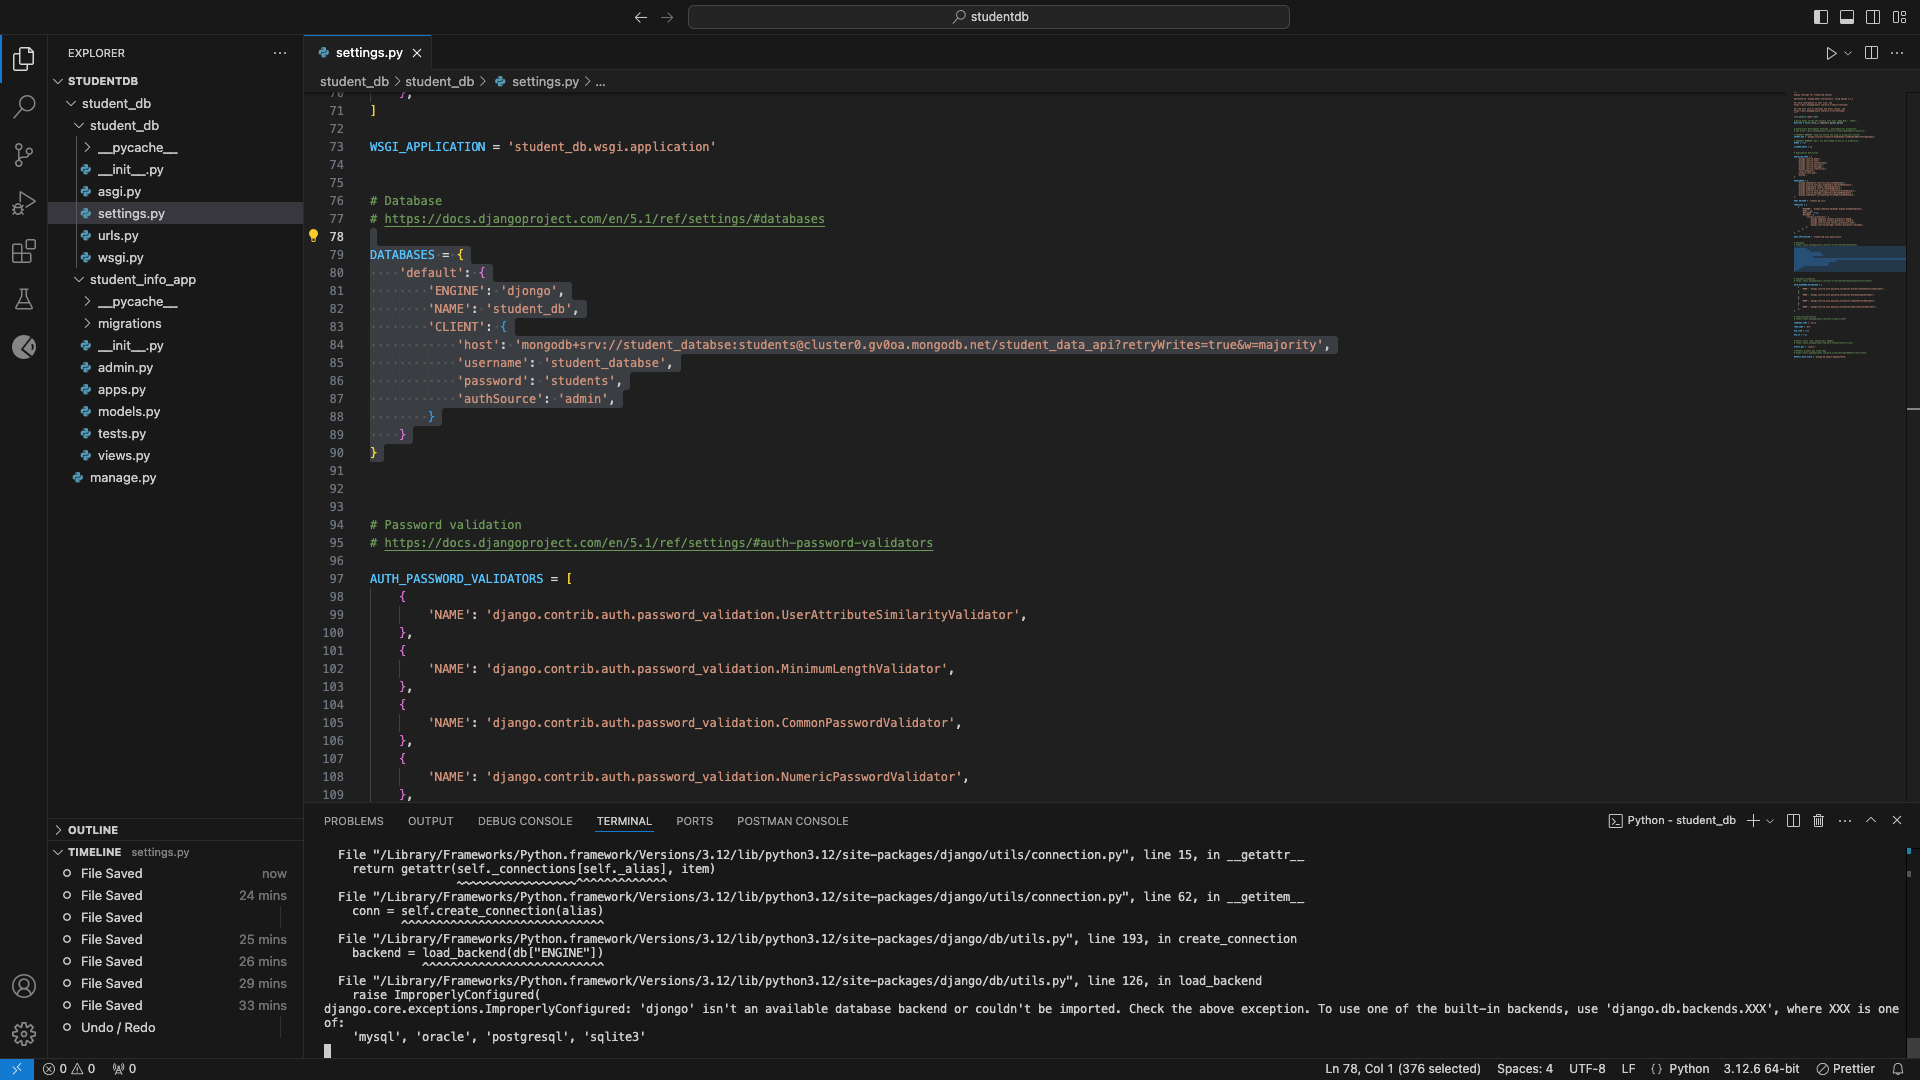 studentdb
EXPLORER
STUDENTDB
student_db
student_db
__pycache__
__init__.py
asgi.py
settings.py
urls.py
wsgi.py
student_info_app
__pycache__
migrations
__init__.py
admin.py
apps.py
models.py
tests.py
views.py
manage.py
OUTLINE
TIMELINE settings.py
File Saved now
File Saved 24 mins
File Saved
File Saved 25 mins
File Saved 26 mins
File Saved 29 mins
File Saved 33 mins
Undo / Redo
settings.py
student_db > student_db > settings.py > ...
70 },
71 ]
72
73 WSGI_APPLICATION = 'student_db.wsgi.application'
74
75
76 # Database
77 # https://docs.djangoproject.com/en/5.1/ref/settings/#databases
78
79 DATABASES = {
80 'default': {
81 'ENGINE': 'djongo',
82 'NAME': 'student_db',
83 'CLIENT': {
84 'host': 'mongodb+srv://student_databse:students@cluster0.gv0oa.mongodb.net/student_data_api?retryWrites=true&w=majority',
85 'username': 'student_databse',
86 'password': 'students',
87 'authSource': 'admin',
88 }
89 }
90 }
91
92
93
94 # Password validation
95 # https://docs.djangoproject.com/en/5.1/ref/settings/#auth-password-validators
96
97 AUTH_PASSWORD_VALIDATORS = [
98 {
99 'NAME': 'django.contrib.auth.password_validation.UserAttributeSimilarityValidator',
100 },
101 {
102 'NAME': 'django.contrib.auth.password_validation.MinimumLengthValidator',
103 },
104 {
105 'NAME': 'django.contrib.auth.password_validation.CommonPasswordValidator',
106 },
107 {
108 'NAME': 'django.contrib.auth.password_validation.NumericPasswordValidator',
109 },
PROBLEMS OUTPUT DEBUG CONSOLE TERMINAL PORTS POSTMAN CONSOLE
Python - student_db
File "/Library/Frameworks/Python.framework/Versions/3.12/lib/python3.12/site-packages/django/utils/connection.py", line 15, in __getattr__
return getattr(self._connections[self._alias], item)
~~~~~~~~~~~~~~~~~^^^^^^^^^^^^^
File "/Library/Frameworks/Python.framework/Versions/3.12/lib/python3.12/site-packages/django/utils/connection.py", line 62, in __getitem__
conn = self.create_connection(alias)
^^^^^^^^^^^^^^^^^^^^^^^^^^^^^
File "/Library/Frameworks/Python.framework/Versions/3.12/lib/python3.12/site-packages/django/db/utils.py", line 193, in create_connection
backend = load_backend(db["ENGINE"])
^^^^^^^^^^^^^^^^^^^^^^^^^^
File "/Library/Frameworks/Python.framework/Versions/3.12/lib/python3.12/site-packages/django/db/utils.py", line 126, in load_backend
raise ImproperlyConfigured(
django.core.exceptions.ImproperlyConfigured: 'djongo' isn't an available database backend or couldn't be imported. Check the above exception. To use one of the built-in backends, use 'django.db.backends.XXX', where XXX is one
of:
'mysql', 'oracle', 'postgresql', 'sqlite3'
0 0 0
Ln 78, Col 1 (376 selected) Spaces: 4 UTF-8 LF {} Python 3.12.6 64-bit Prettier